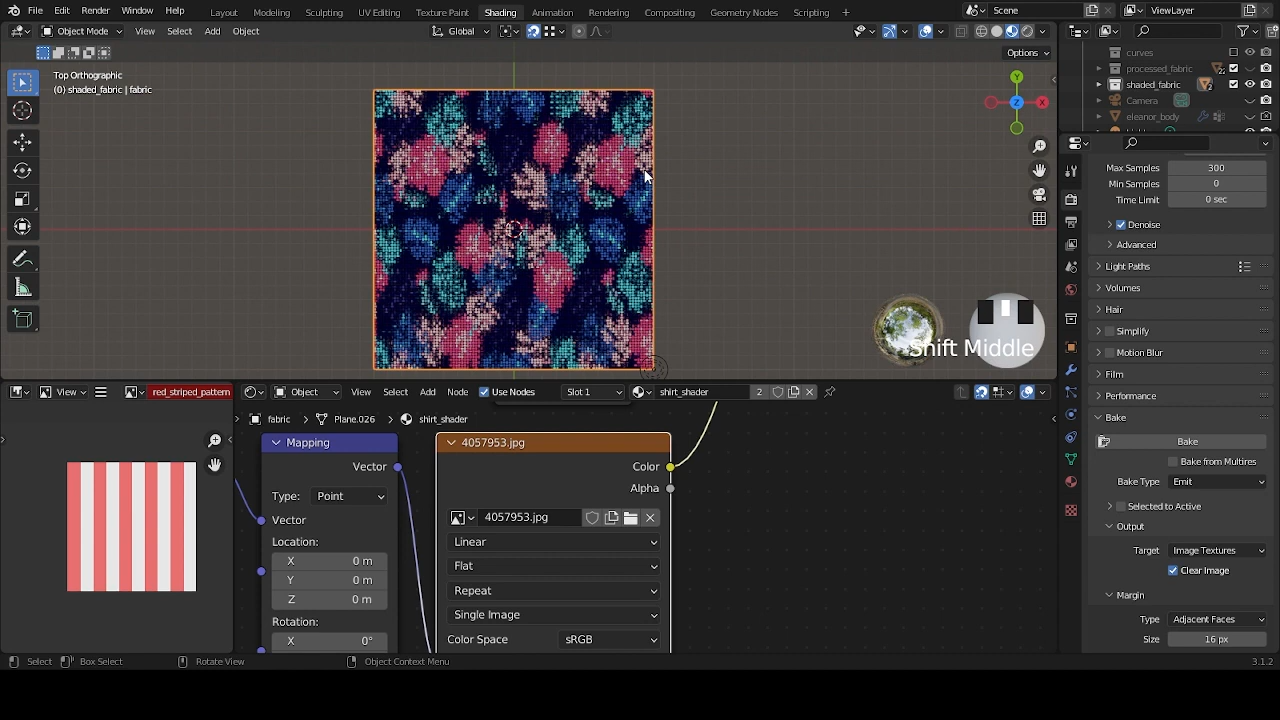 File Edit Render Window Help Layout Modeling Sculpting UV Editing Texture Paint Shading Animation Rendering Compositing Geometry Nodes Scripting + Scene ViewLayer
Object Mode View Select Add Object Global
Options
Top Orthographic
(0) shaded_fabric | fabric
Y
Z X
curves
processed_fabric 2
shaded_fabric 2
Camera
eleanor_body
Max Samples 300
Min Samples 0
Time Limit 0 sec
Denoise
Advanced
Light Paths
Volumes
Hair
Simplify
Motion Blur
Film
Performance
Bake
Bake
Bake from Multires
Bake Type Emit
Selected to Active
Output
Target Image Textures
Clear Image
Margin
Type Adjacent Faces
Size 16 px
Shift Middle
View red_striped_pattern
Object View Select Add Node Use Nodes Slot 1 shirt_shader 2
fabric Plane.026 shirt_shader
Mapping
Vector
Type: Point
Vector
Location:
X 0 m
Y 0 m
Z 0 m
Rotation:
X 0°
4057953.jpg
Color
Alpha
4057953.jpg
Linear
Flat
Repeat
Single Image
Color Space sRGB
Select Box Select Rotate View Object Context Menu 3.1.2